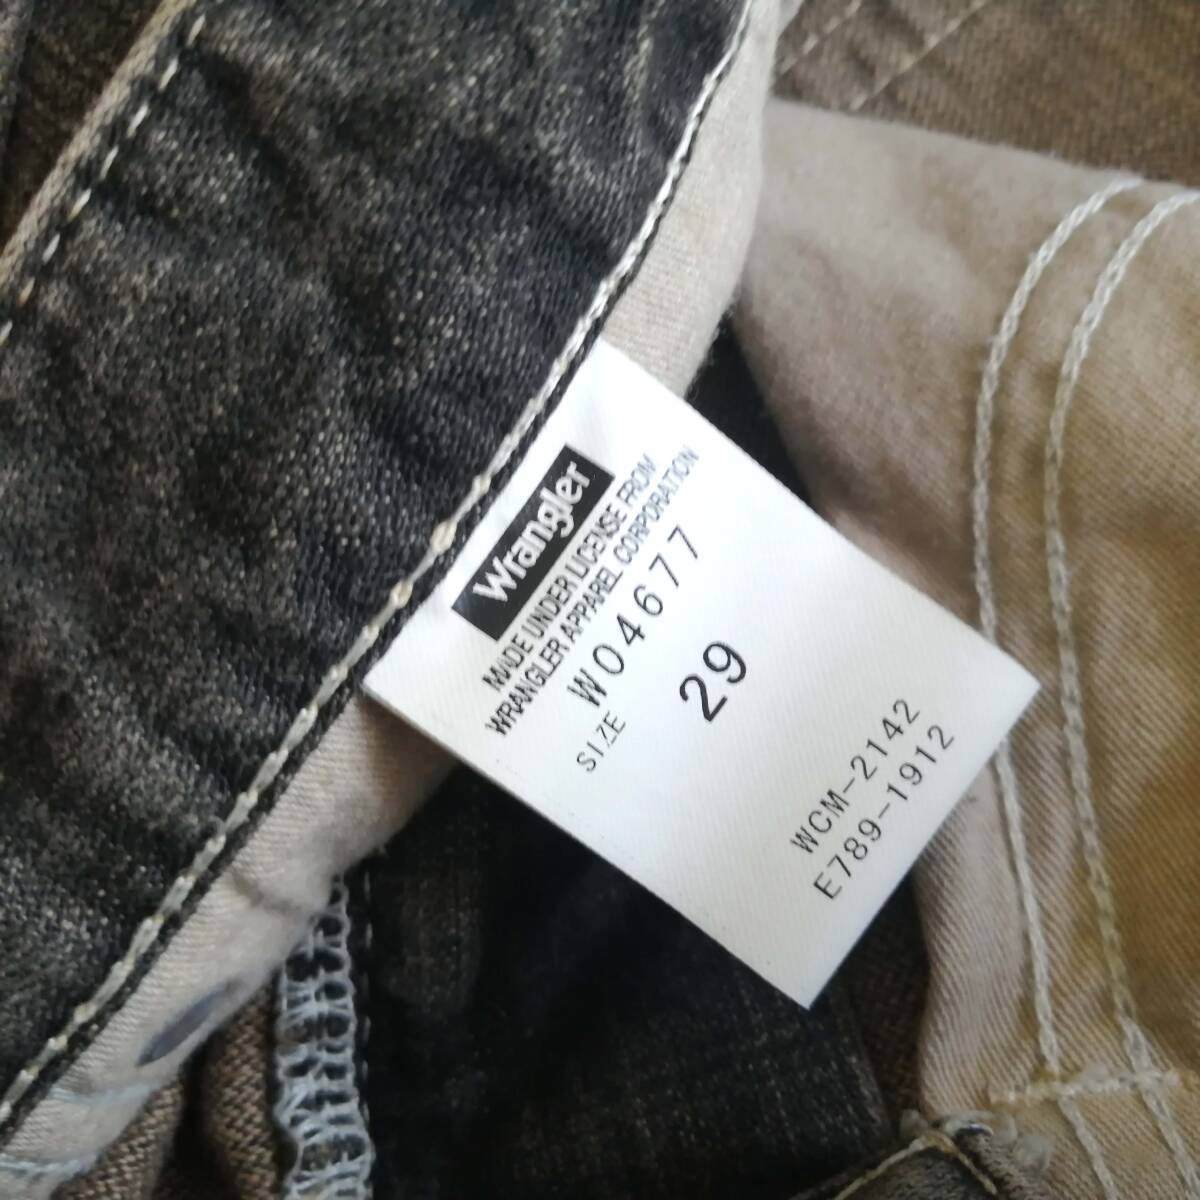 Wrangler
MADE UNDER LICENSE FROM
WRANGLER APPAREL CORPORATION
W04677
SIZE
29
WCM-2142
E789-1912